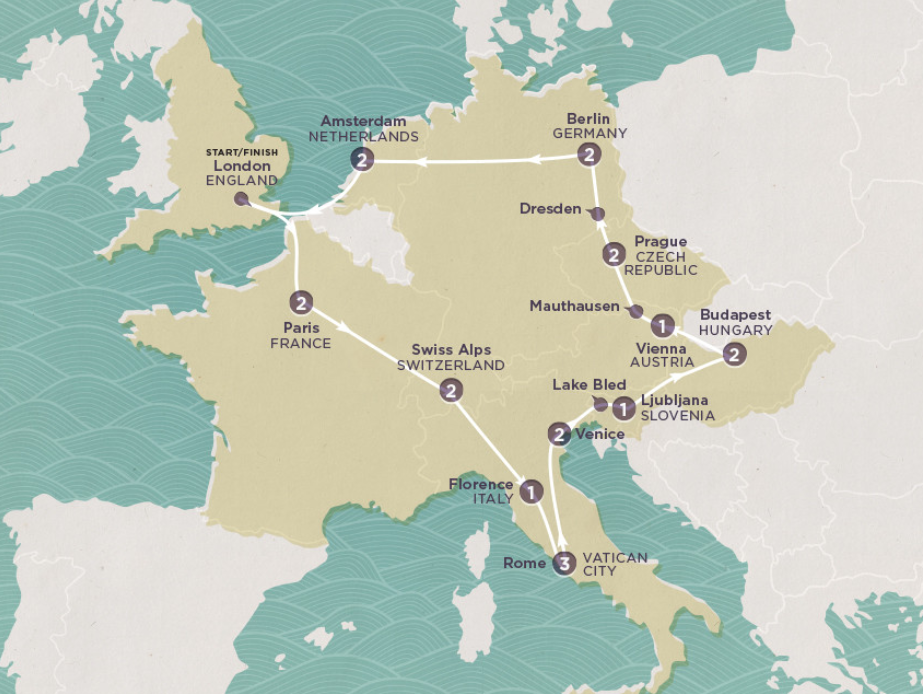 Amsterdam
NETHERLANDS
2
Berlin
GERMANY
2
START/FINISH
London
ENGLAND
Dresden
Prague
CZECH
REPUBLIC
2
Mauthausen
1
Vienna
AUSTRIA
Budapest
HUNGARY
2
2
Paris
FRANCE
Swiss Alps
SWITZERLAND
2
Lake Bled
1
Ljubljana
SLOVENIA
2
Venice
Florence
ITALY
1
Rome
3
VATICAN
CITY